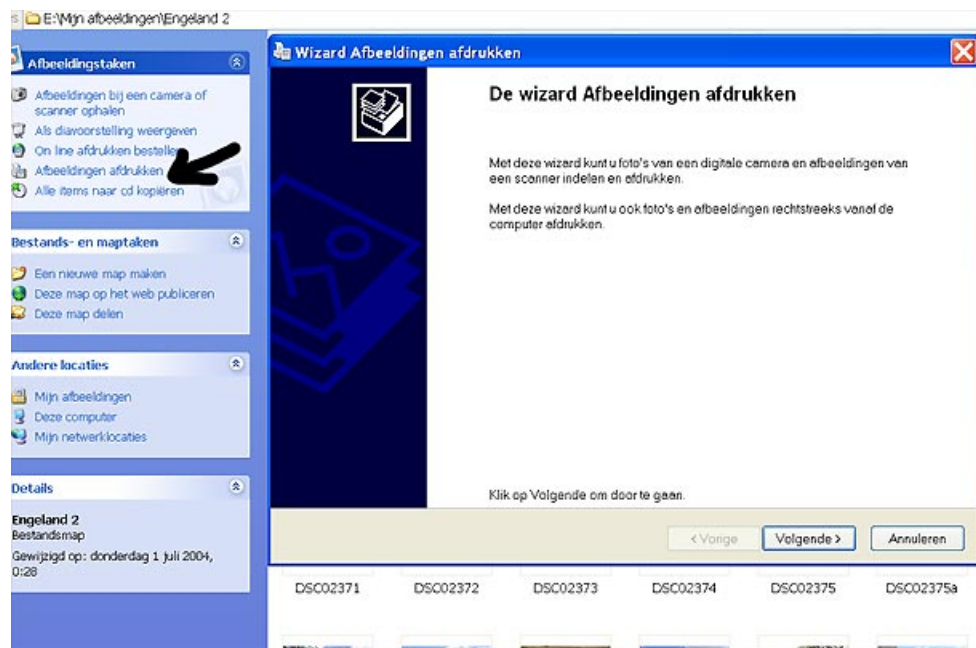 E:\Mijn afbeeldingen\Engeland 2
Afbeeldingstaken
Afbeeldingen bij een camera of
scanner ophalen
Als diavoorstelling weergeven
On line afdrukken bestellen
Afbeeldingen afdrukken
Alle items naar cd kopiëren
Bestands- en maptaken
Een nieuwe map maken
Deze map op het web publiceren
Deze map delen
Andere locaties
Mijn afbeeldingen
Deze computer
Mijn netwerklocaties
Details
Engeland 2
Bestandsmap
Gewijzigd op: donderdag 1 juli 2004,
0:28
Wizard Afbeeldingen afdrukken
De wizard Afbeeldingen afdrukken
Met deze wizard kunt u foto's van een digitale camera en afbeeldingen van
een scanner indelen en afdrukken.
Met deze wizard kunt u ook foto's en afbeeldingen rechtstreeks vanaf de
computer afdrukken.
Klik op Volgende om door te gaan.
< Vorige Volgende > Annuleren
DSC02371 DSC02372 DSC02373 DSC02374 DSC02375 DSC02375a